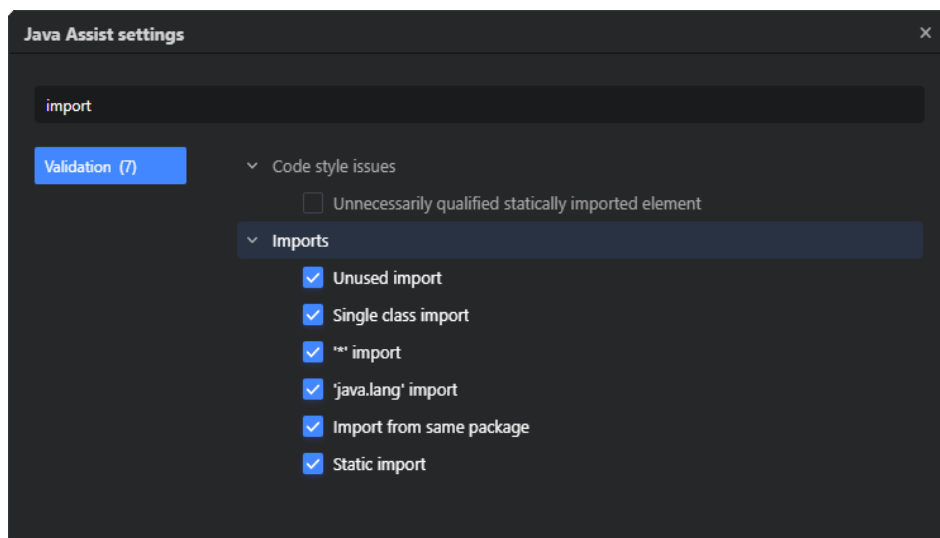 Java Assist settings
import
Validation (7)
Code style issues
Unnecessarily qualified statically imported element
Imports
Unused import
Single class import
'*' import
'java.lang' import
Import from same package
Static import